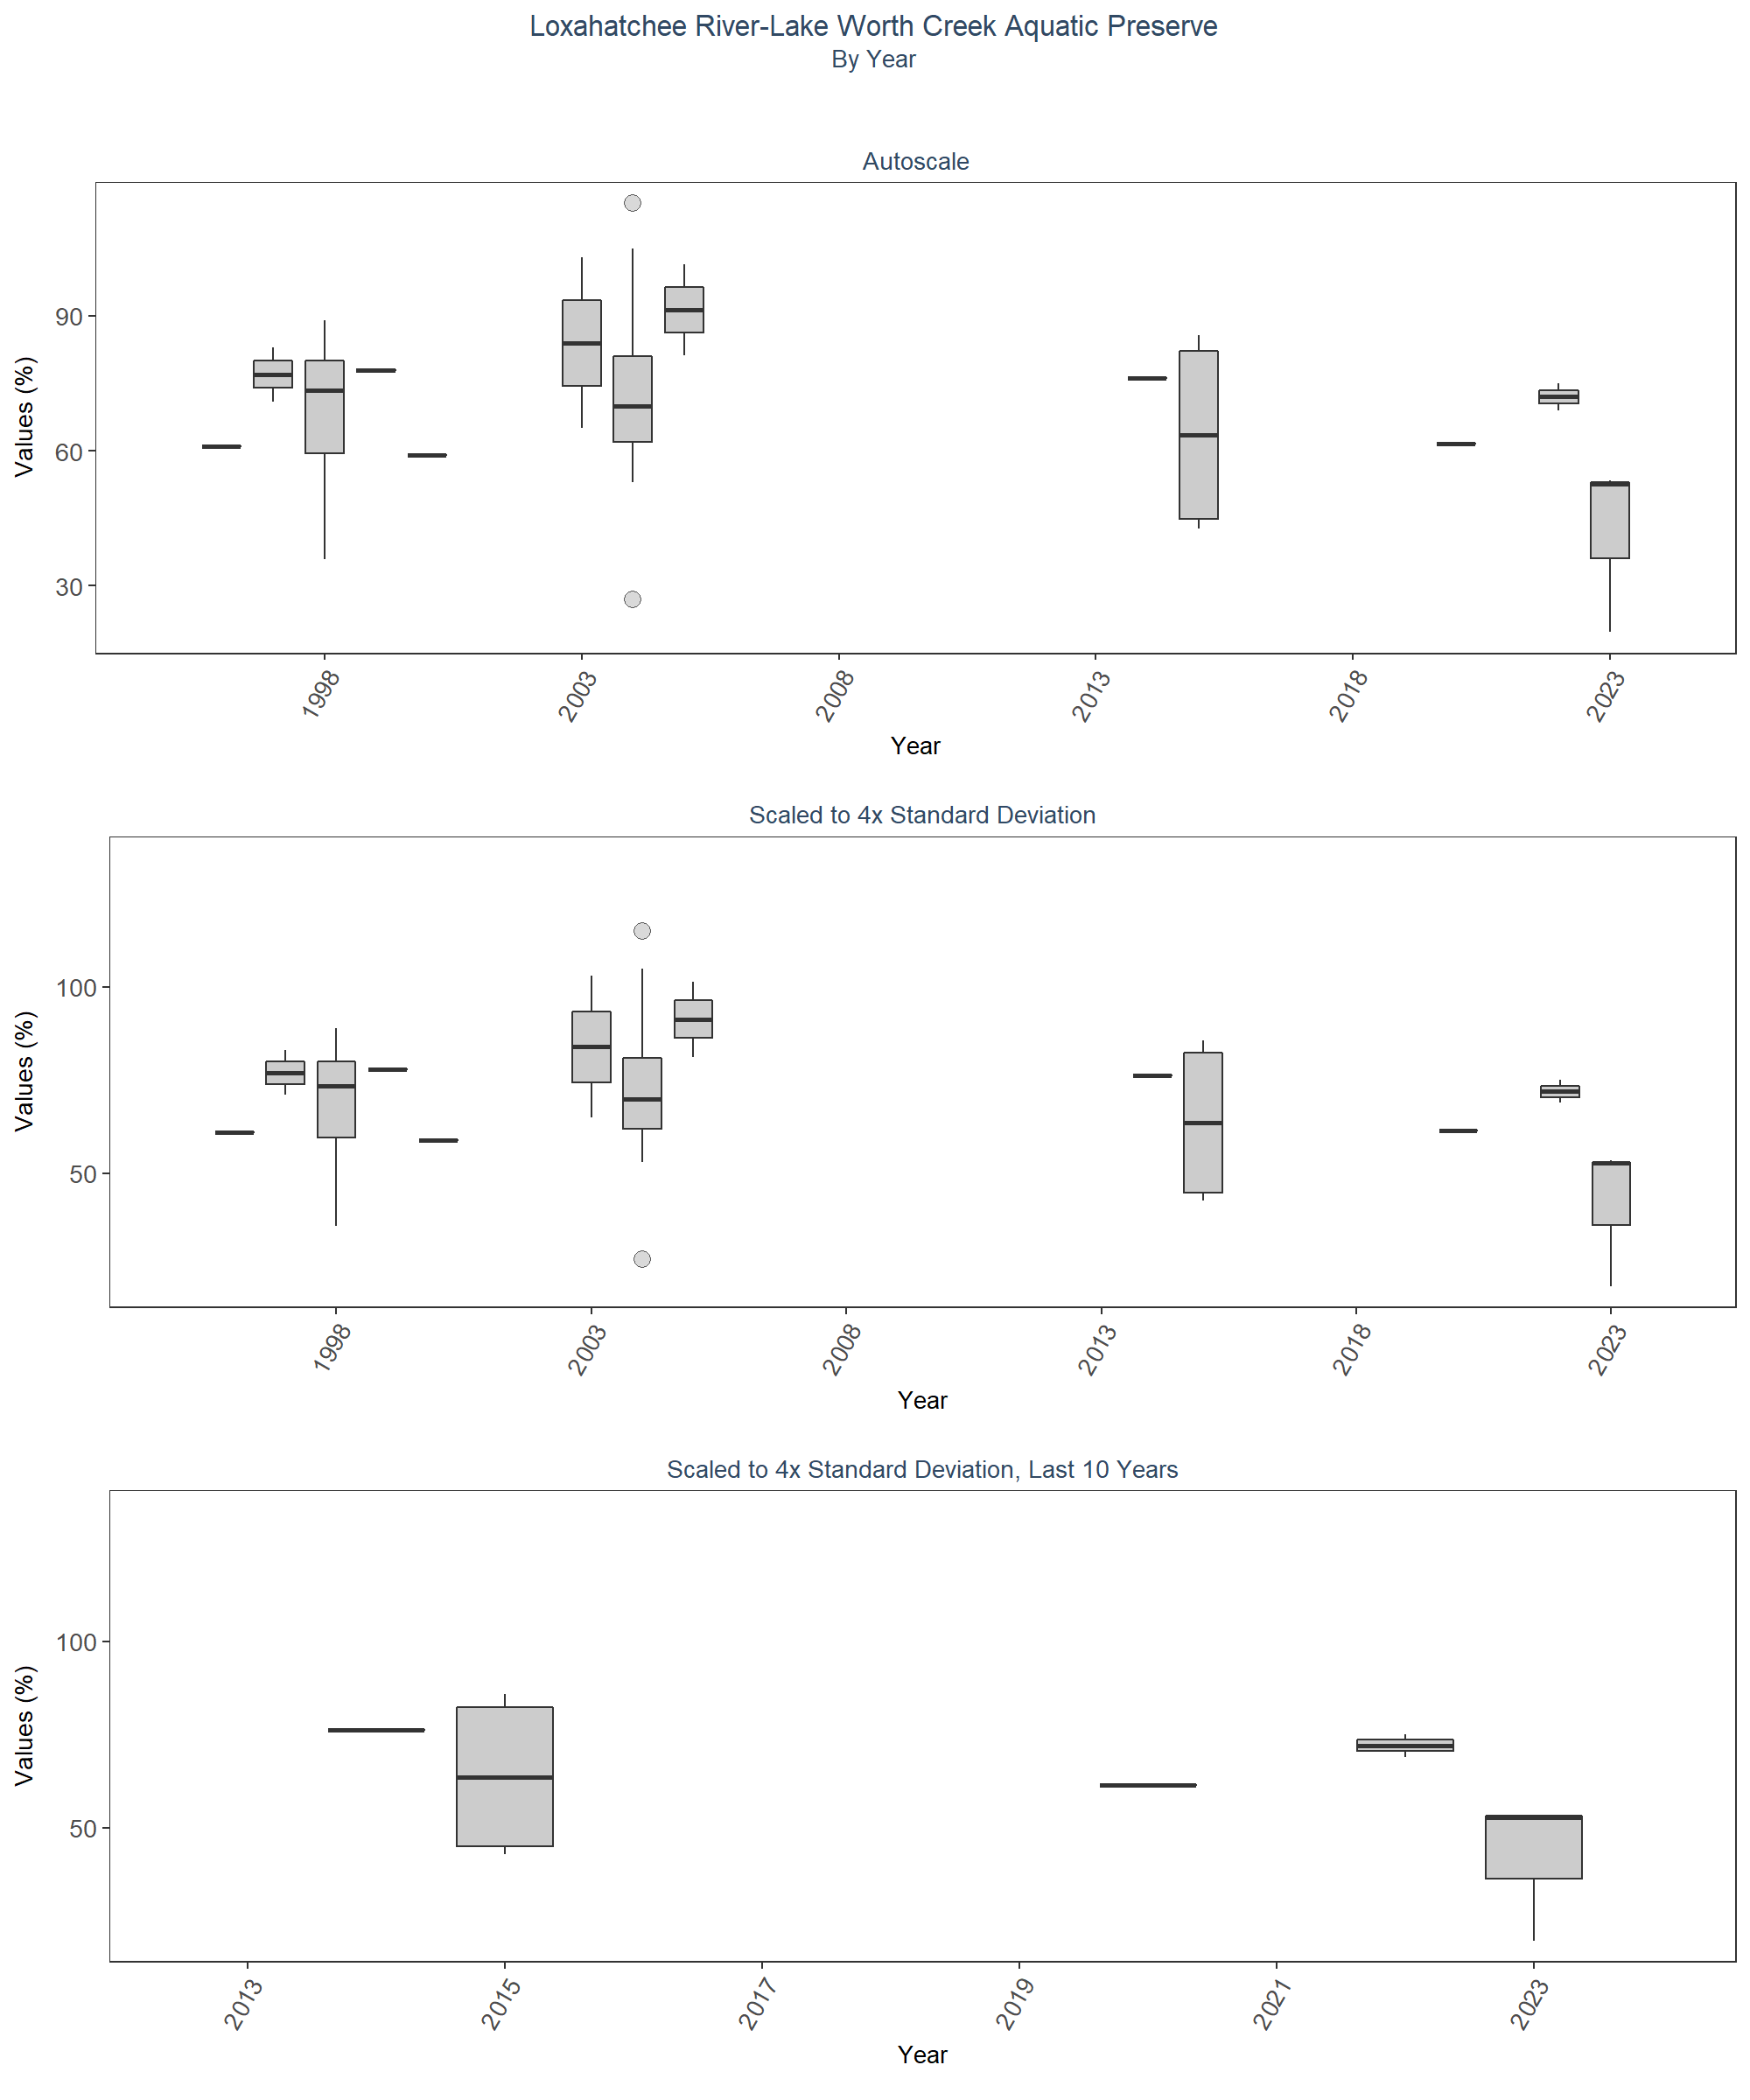 Loxahatchee River-Lake Worth Creek Aquatic Preserve
By Year
Autoscale
Values (%)
90
60
30
1998
2003
2008
2013
2018
2023
Year
Scaled to 4x Standard Deviation
Values (%)
100
50
1998
2003
2008
2013
2018
2023
Year
Scaled to 4x Standard Deviation, Last 10 Years
Values (%)
100
50
2013
2015
2017
2019
2021
2023
Year